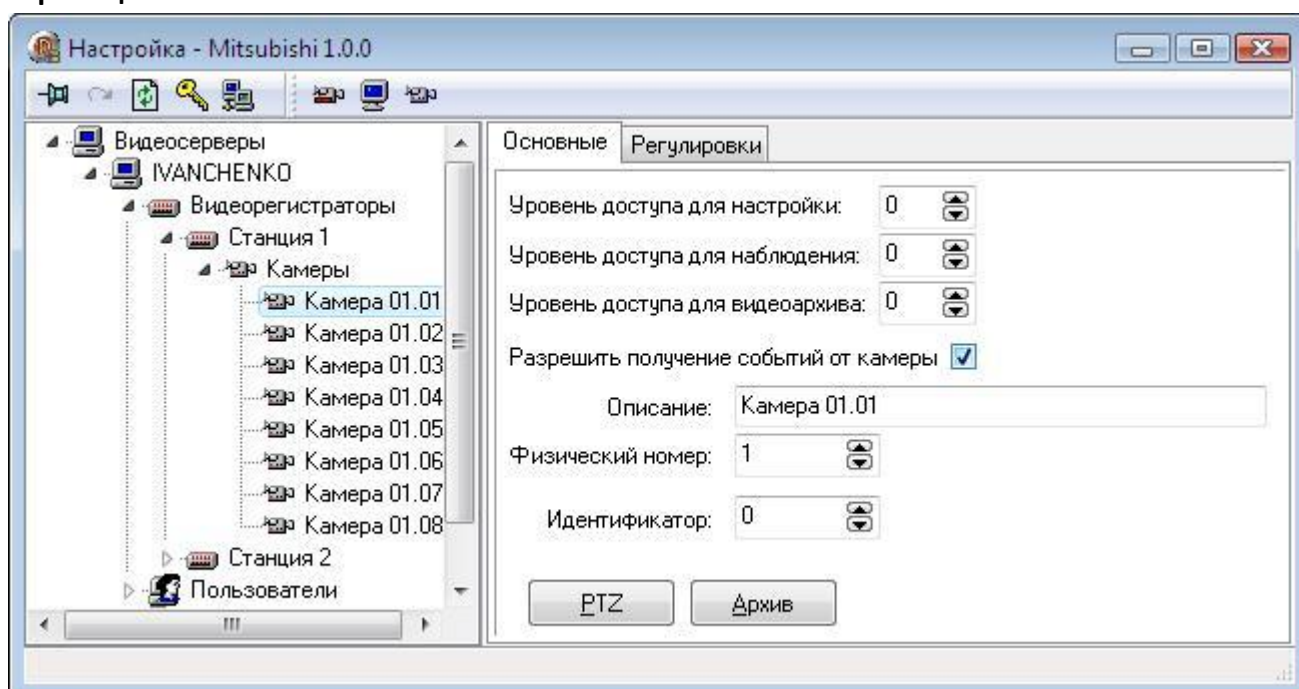 Настройка - Mitsubishi 1.0.0
Видеосерверы
IVANCHENKO
Видеорегистраторы
Станция 1
Камеры
Камера 01.01
Камера 01.02
Камера 01.03
Камера 01.04
Камера 01.05
Камера 01.06
Камера 01.07
Камера 01.08
Станция 2
Пользователи
Основные
Регулировки
Уровень доступа для настройки: 0
Уровень доступа для наблюдения: 0
Уровень доступа для видеоархива: 0
Разрешить получение событий от камеры
Описание: Камера 01.01
Физический номер: 1
Идентификатор: 0
PTZ
Архив